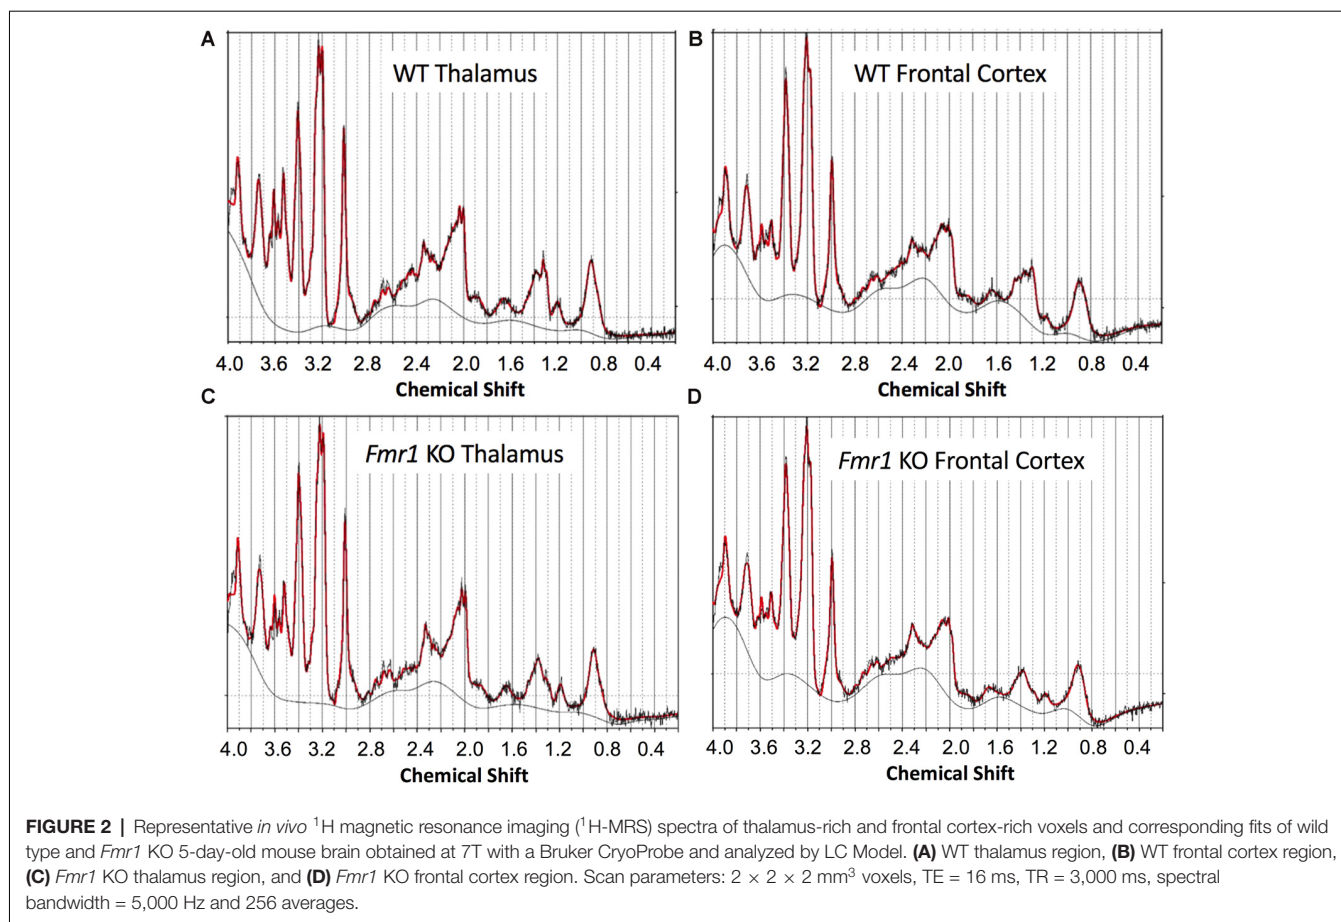 A
WT Thalamus
4.0 3.6 3.2 2.8 2.4 2.0 1.6 1.2 0.8 0.4
Chemical Shift
B
WT Frontal Cortex
4.0 3.6 3.2 2.8 2.4 2.0 1.6 1.2 0.8 0.4
Chemical Shift
C
Fmr1 KO Thalamus
4.0 3.6 3.2 2.8 2.4 2.0 1.6 1.2 0.8 0.4
Chemical Shift
D
Fmr1 KO Frontal Cortex
4.0 3.6 3.2 2.8 2.4 2.0 1.6 1.2 0.8 0.4
Chemical Shift
FIGURE 2 | Representative in vivo ¹H magnetic resonance imaging (¹H-MRS) spectra of thalamus-rich and frontal cortex-rich voxels and corresponding fits of wild
type and Fmr1 KO 5-day-old mouse brain obtained at 7T with a Bruker CryoProbe and analyzed by LC Model. (A) WT thalamus region, (B) WT frontal cortex region,
(C) Fmr1 KO thalamus region, and (D) Fmr1 KO frontal cortex region. Scan parameters: 2 × 2 × 2 mm³ voxels, TE = 16 ms, TR = 3,000 ms, spectral
bandwidth = 5,000 Hz and 256 averages.